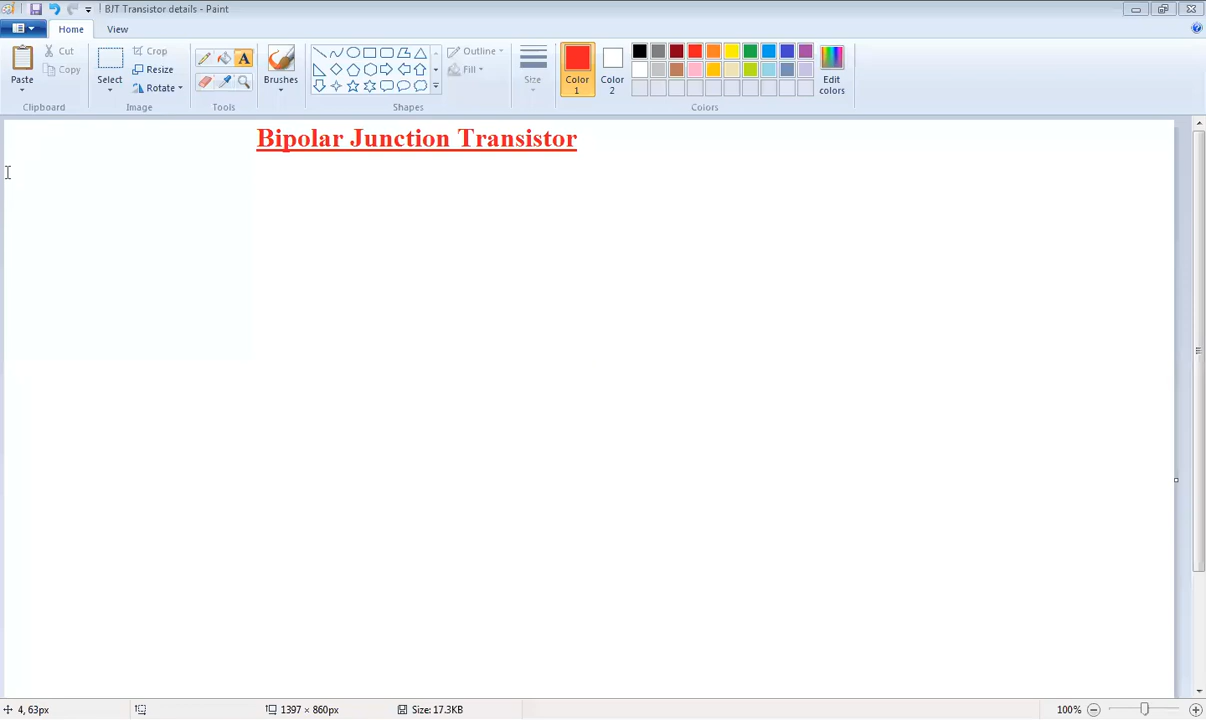 BJT Transistor details - Paint
Home View
Paste
Cut
Copy
Clipboard
Select
Crop
Resize
Rotate
Image
A
Tools
Brushes
Shapes
Outline
Fill
Size
Color 1
Color 2
Edit colors
Colors
Bipolar Junction Transistor
4, 63px
1397 × 860px
Size: 17.3KB
100%